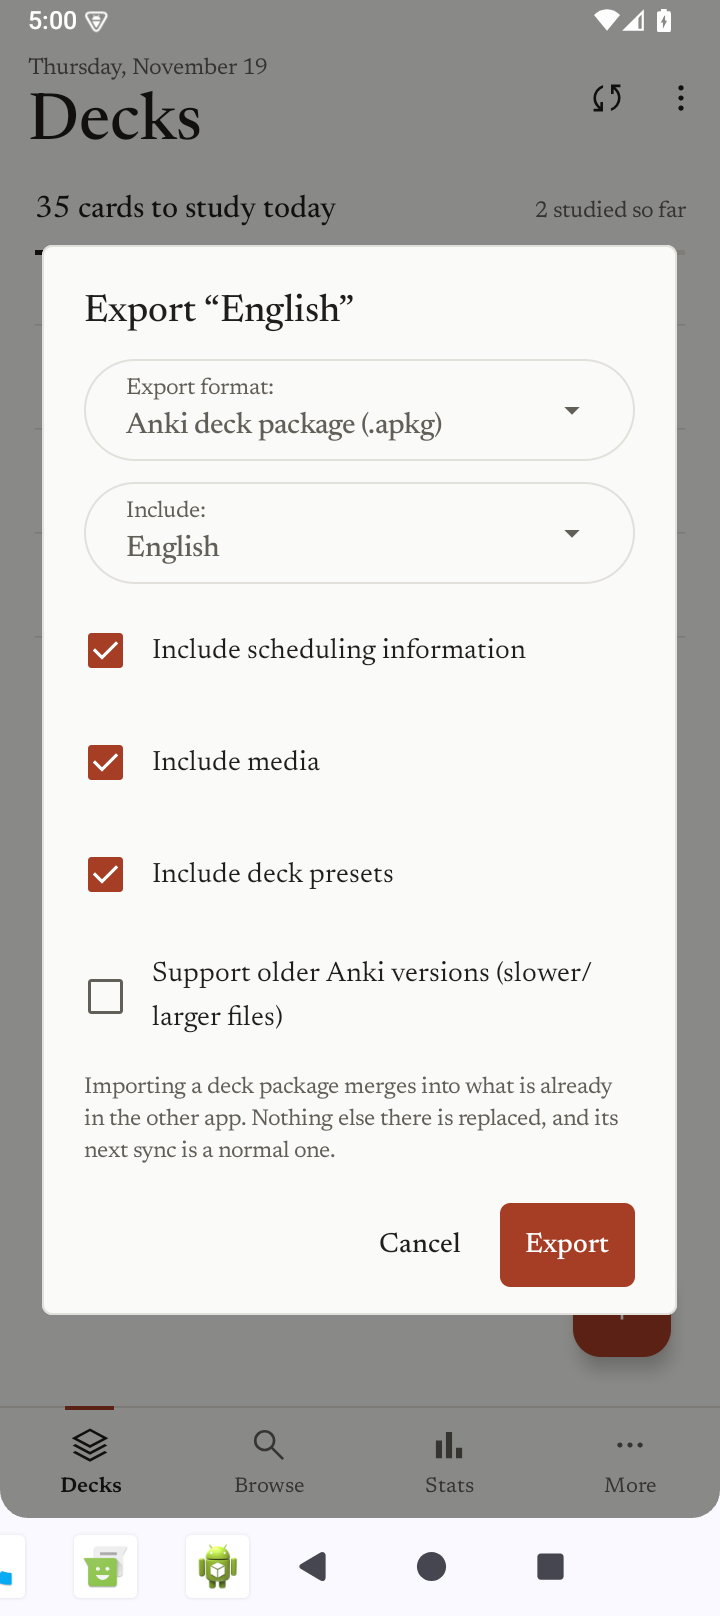 5:00
Thursday, November 19
Decks
35 cards to study today
2 studied so far
Export “English”
Export format:
Anki deck package (.apkg)
Include:
English
Include scheduling information
Include media
Include deck presets
Support older Anki versions (slower/
larger files)
Importing a deck package merges into what is already
in the other app. Nothing else there is replaced, and its
next sync is a normal one.
Cancel
Export
Decks
Browse
Stats
More